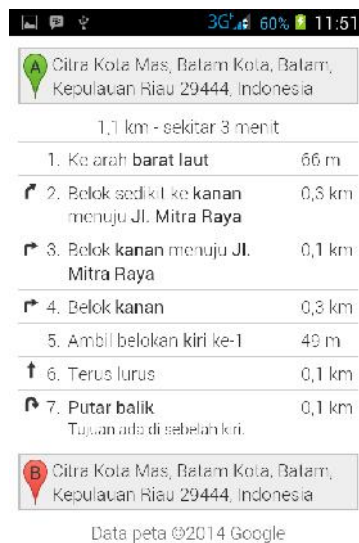 3G 60% 11:51
A Citra Kota Mas, Batam Kota, Batam,
Kepulauan Riau 29444, Indonesia
1,1 km - sekitar 3 menit
1. Ke arah barat laut 66 m
2. Belok sedikit ke kanan 0,3 km
menuju Jl. Mitra Raya
3. Belok kanan menuju Jl. 0,1 km
Mitra Raya
4. Belok kanan 0,3 km
5. Ambil belokan kiri ke-1 49 m
6. Terus lurus 0,1 km
7. Putar balik 0,1 km
Tujuan ada di sebelah kiri.
B Citra Kota Mas, Batam Kota, Batam,
Kepulauan Riau 29444, Indonesia
Data peta ©2014 Google